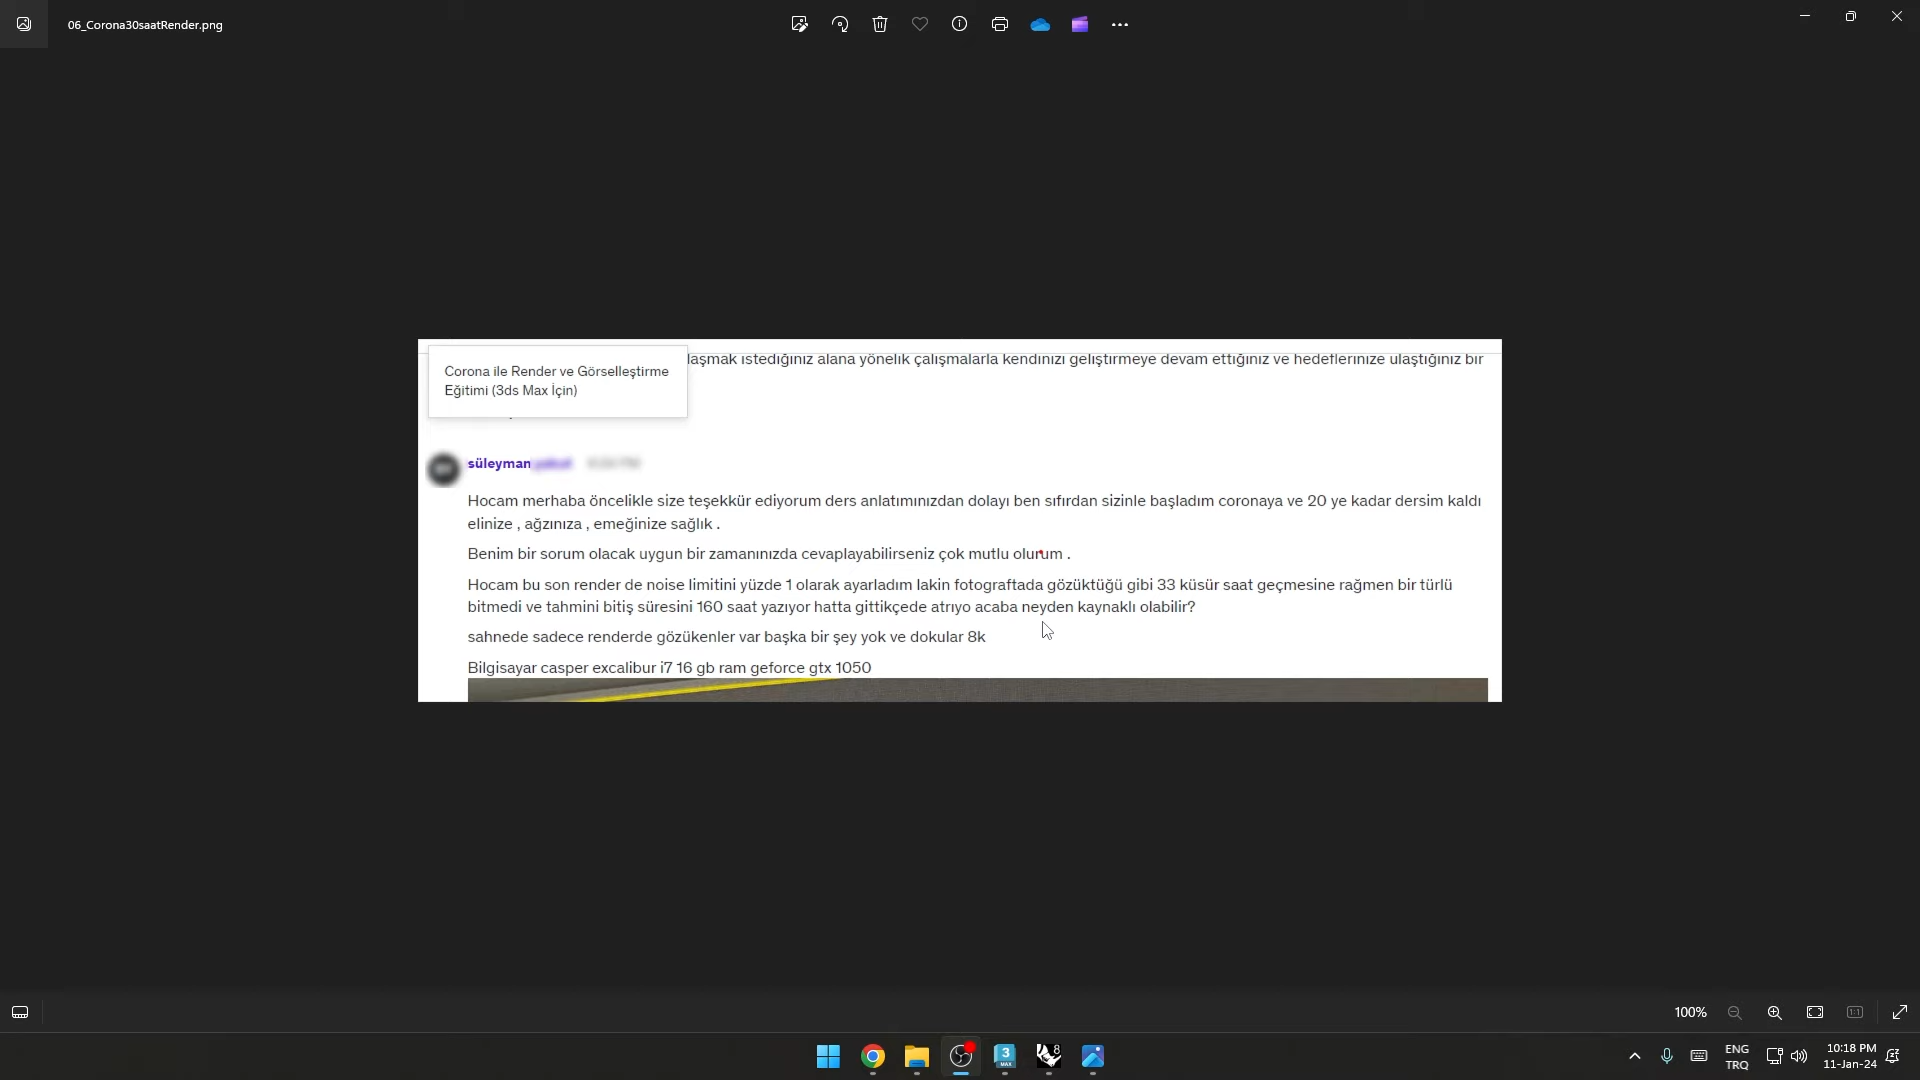 06_Corona30saatRender.png
laşmak istediğiniz alana yönelik çalışmalarla kendinizi geliştirmeye devam ettiğiniz ve hedeflerinize ulaştığınız bir
Corona ile Render ve Görselleştirme
Eğitimi (3ds Max İçin)
süleyman
Hocam merhaba öncelikle size teşekkür ediyorum ders anlatımınızdan dolayı ben sıfırdan sizinle başladım coronaya ve 20 ye kadar dersim kaldı
elinize , ağzınıza , emeğinize sağlık .
Benim bir sorum olacak uygun bir zamanınızda cevaplayabilirseniz çok mutlu olurum .
Hocam bu son render de noise limitini yüzde 1 olarak ayarladım lakin fotograftada gözüktüğü gibi 33 küsür saat geçmesine rağmen bir türlü
bitmedi ve tahmini bitiş süresini 160 saat yazıyor hatta gittikçede atrıyo acaba neyden kaynaklı olabilir?
sahnede sadece renderde gözükenler var başka bir şey yok ve dokular 8k
Bilgisayar casper excalibur i7 16 gb ram geforce gtx 1050
100%
1:1
3
MAX
8
ENG
TRQ
10:18 PM
11-Jan-24